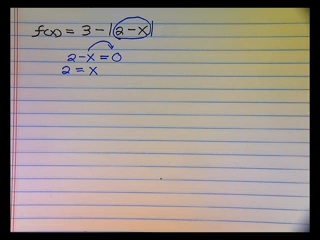 f(x) = 3 - |2 - x|
2 - x = 0
2 = x